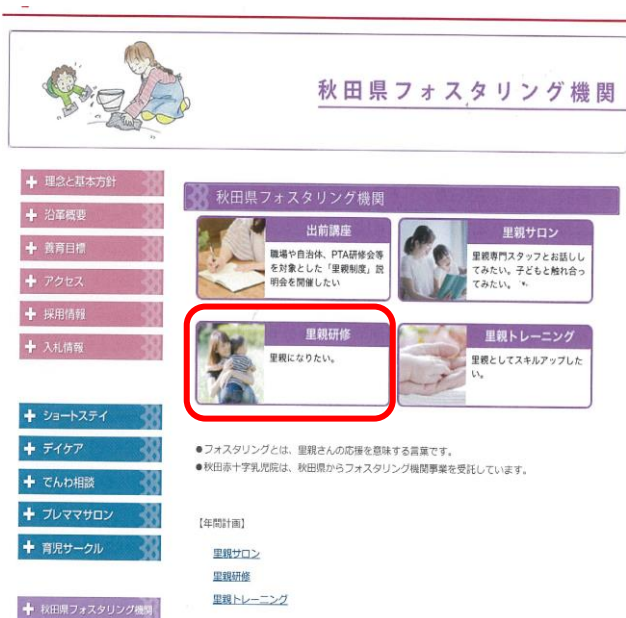 秋田県フォスタリング機関
理念と基本方針
沿革概要
養育目標
アクセス
採用情報
入札情報
ショートステイ
デイケア
でんわ相談
プレママサロン
育児サークル
秋田県フォスタリング機関
秋田県フォスタリング機関
出前講座
職場や自治体、PTA研修会等
を対象とした「里親制度」説
明会を開催したい
里親サロン
里親専門スタッフとお話しし
てみたい。子どもと触れ合っ
てみたい。
里親研修
里親になりたい。
里親トレーニング
里親としてスキルアップした
い。
●フォスタリングとは、里親さんの応援を意味する言葉です。
●秋田赤十字乳児院は、秋田県からフォスタリング機関事業を受託しています。
【年間計画】
里親サロン
里親研修
里親トレーニング